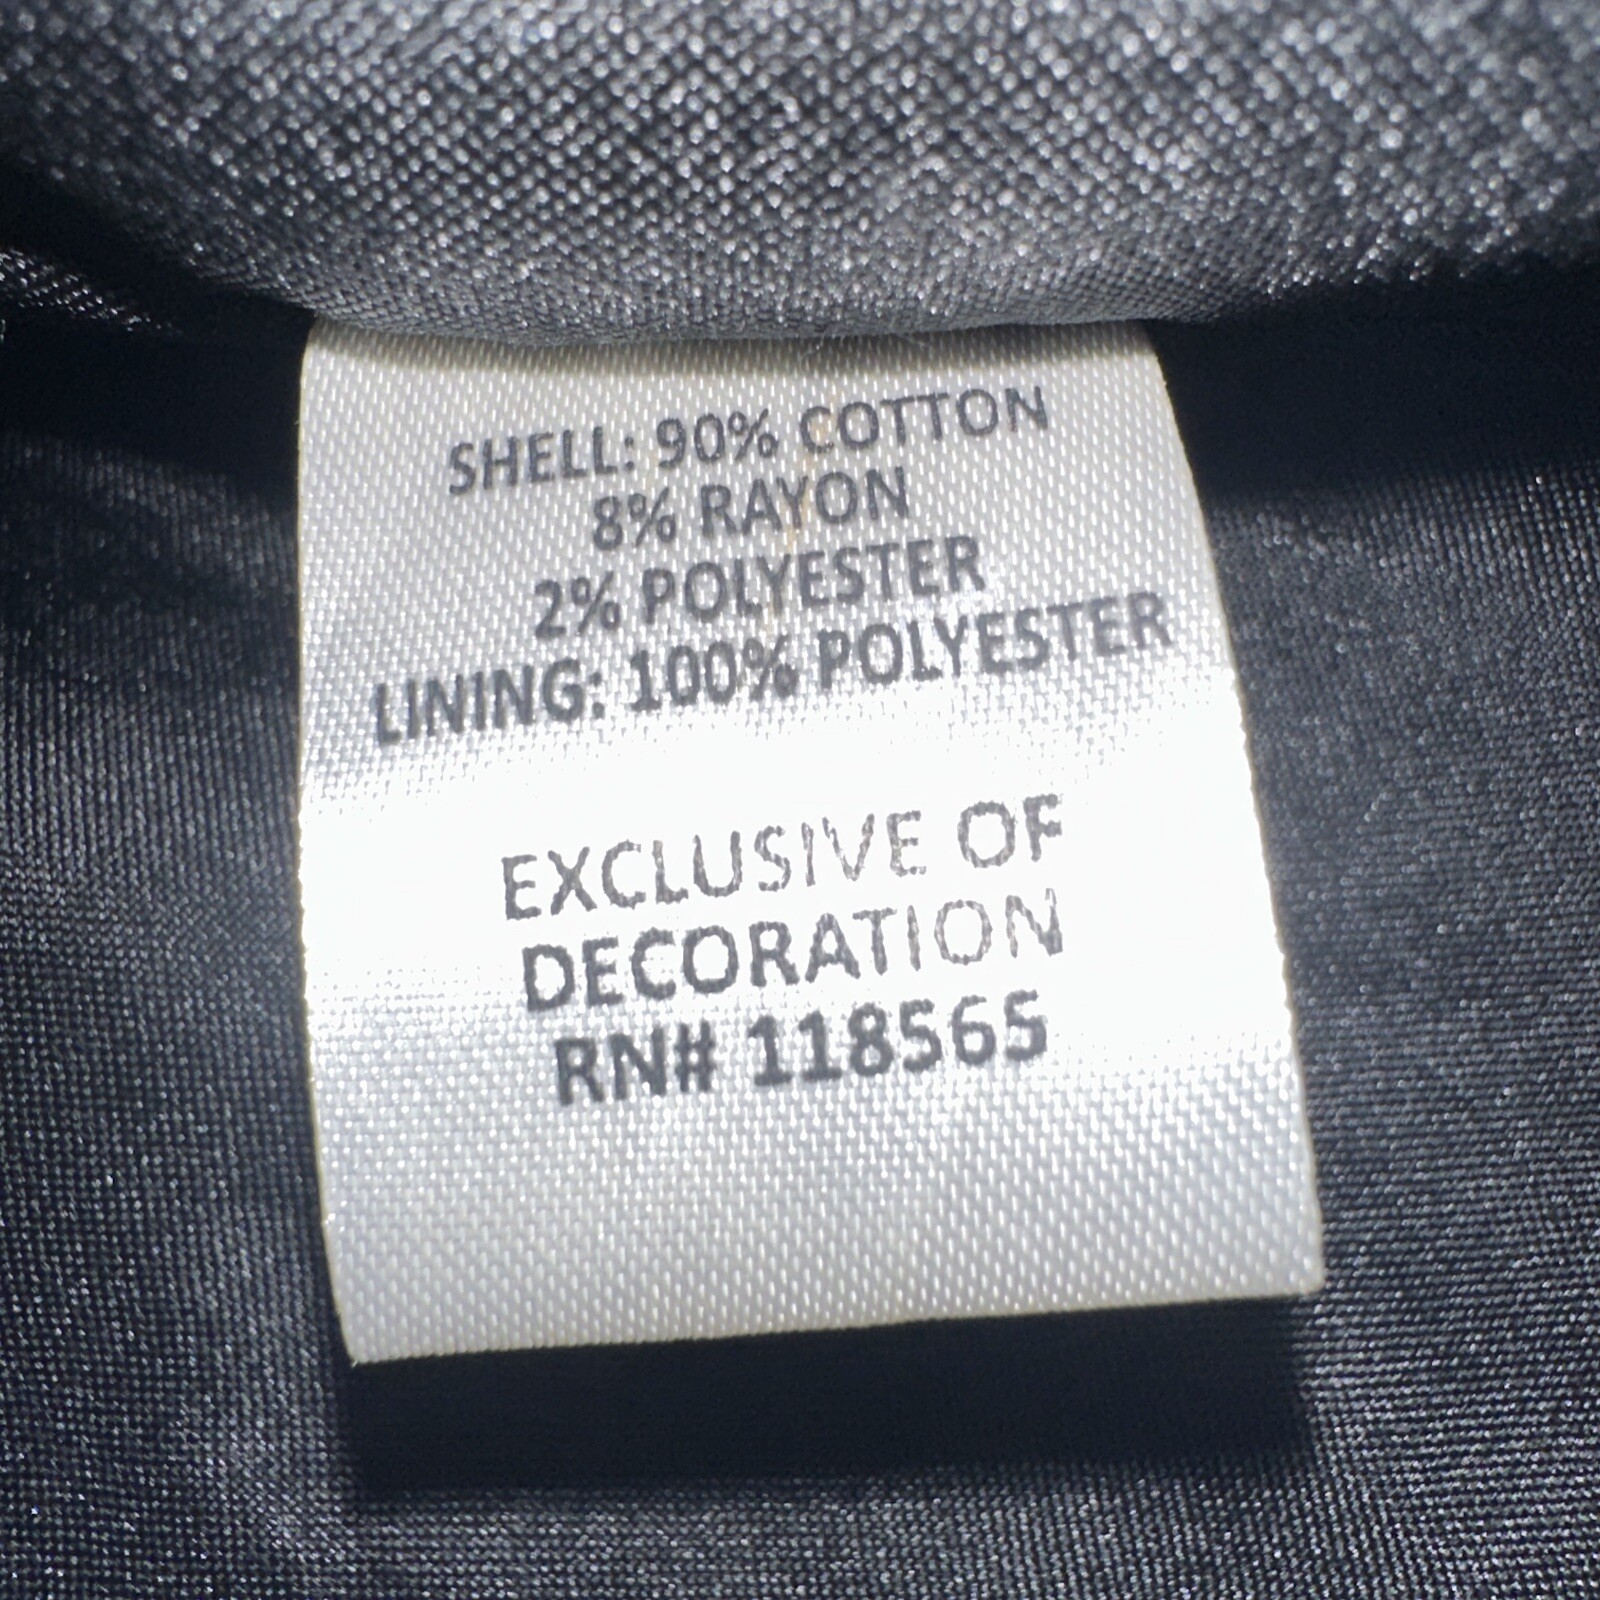 SHELL: 90% COTTON
8% RAYON
2% POLYESTER
LINING: 100% POLYESTER
EXCLUSIVE OF
DECORATION
RN# 118565